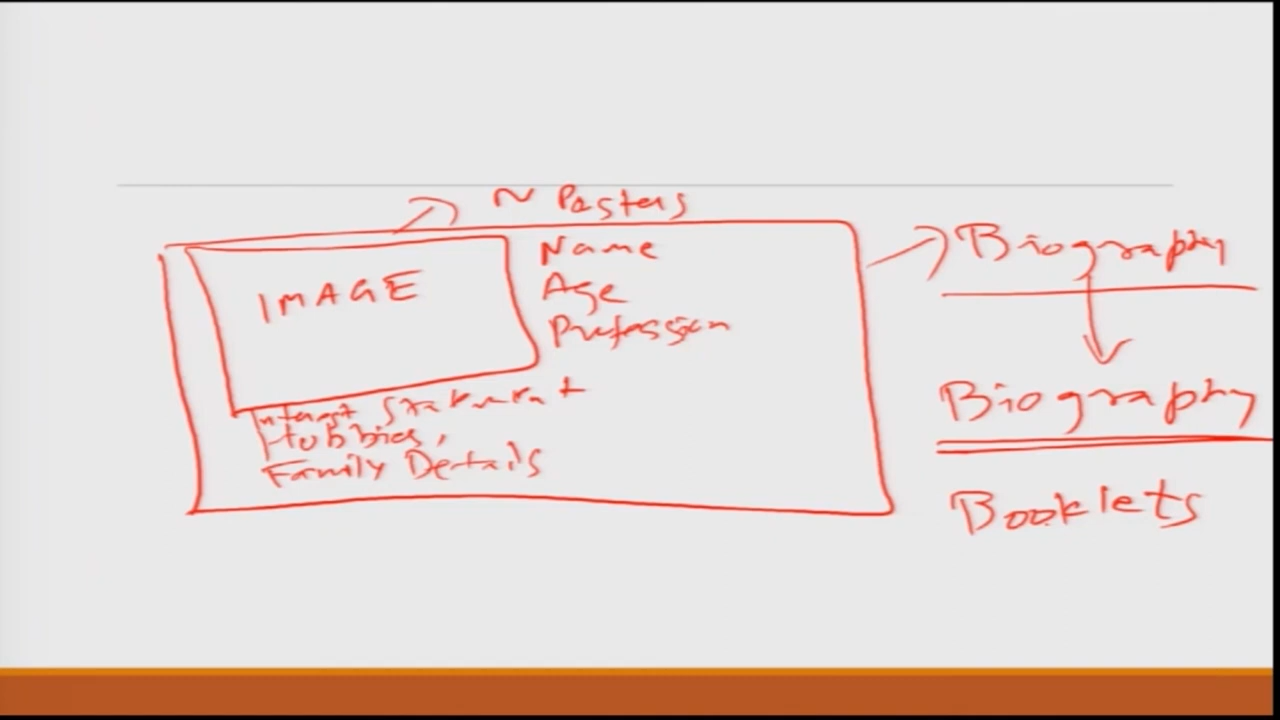 N Posters
Name
Age
Profession
IMAGE
Interest Statement
Hobbies,
Family Details
Biography
Biography
Booklets